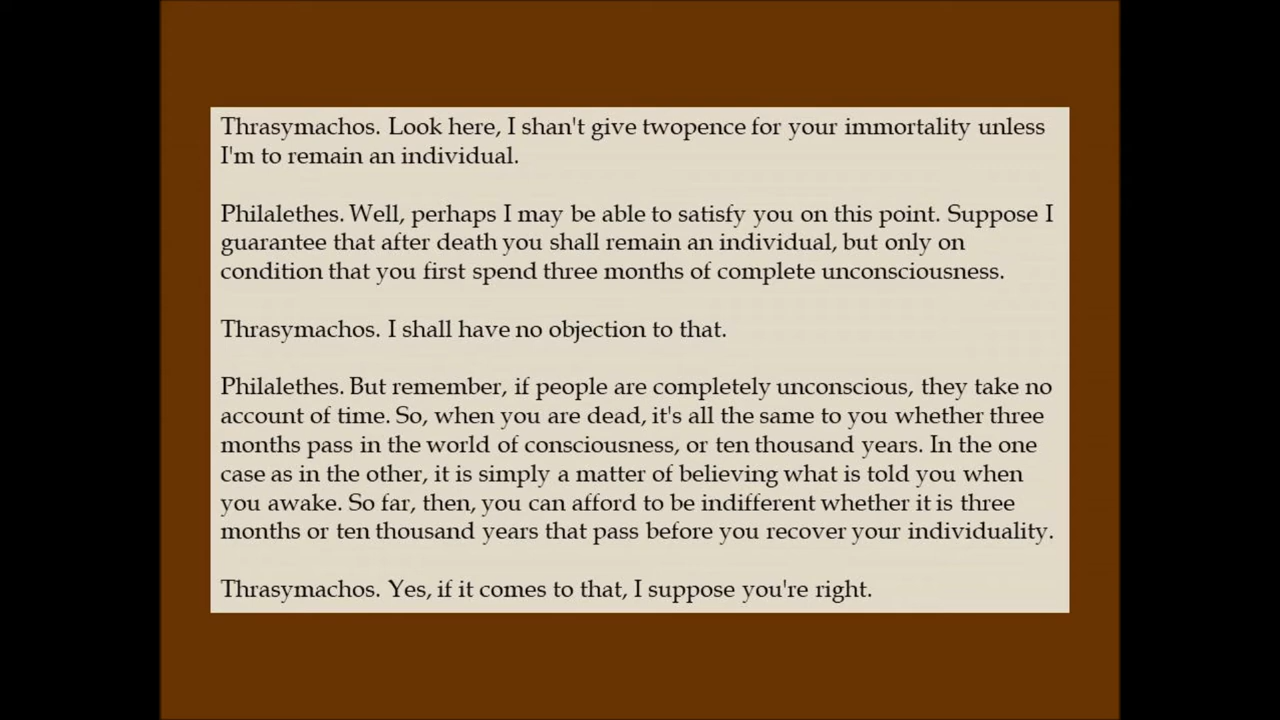 Thrasymachos. Look here, I shan't give twopence for your immortality unless
I'm to remain an individual.
Philalethes. Well, perhaps I may be able to satisfy you on this point. Suppose I
guarantee that after death you shall remain an individual, but only on
condition that you first spend three months of complete unconsciousness.
Thrasymachos. I shall have no objection to that.
Philalethes. But remember, if people are completely unconscious, they take no
account of time. So, when you are dead, it's all the same to you whether three
months pass in the world of consciousness, or ten thousand years. In the one
case as in the other, it is simply a matter of believing what is told you when
you awake. So far, then, you can afford to be indifferent whether it is three
months or ten thousand years that pass before you recover your individuality.
Thrasymachos. Yes, if it comes to that, I suppose you're right.